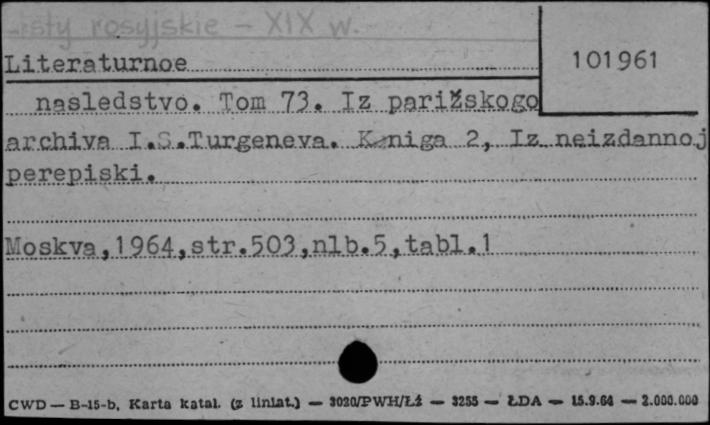 Listy rosyjskie - XIX w.
101961
Literaturnoe
nasledstvo. Tom 73. Iz parižskogo
archiva I.S.Turgeneva. Kniga 2, Iz neizdannoj
perepiski.
Moskva,1964,str.503,nlb.5,tabl.1
CWD — B-15-b, Karta katal. (z liniat.) — 3020/PWH/Łź — 3255 — ŁDA — 15.9.64 — 2.000.000